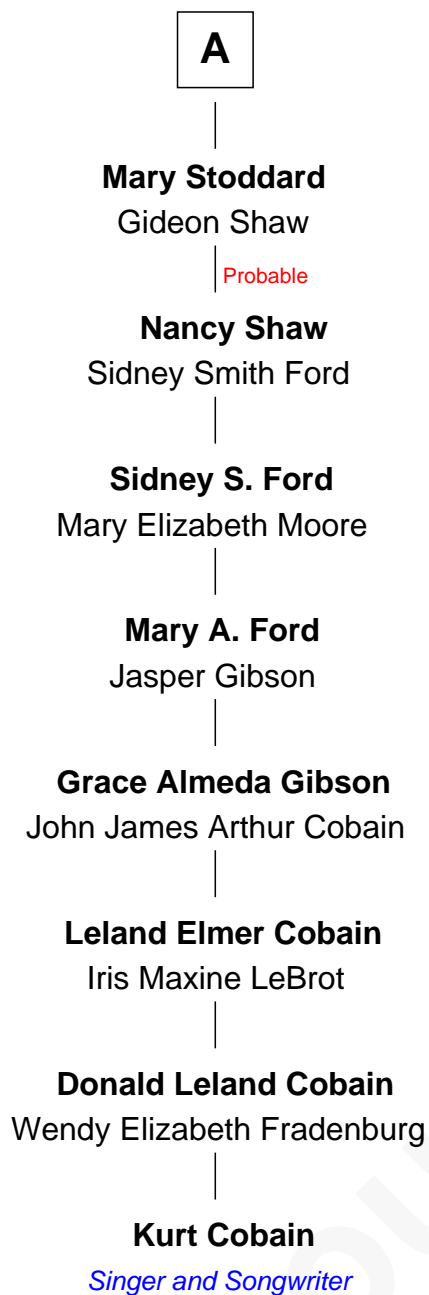 A
Mary Stoddard
Gideon Shaw
Probable
Nancy Shaw
Sidney Smith Ford
Sidney S. Ford
Mary Elizabeth Moore
Mary A. Ford
Jasper Gibson
Grace Almeda Gibson
John James Arthur Cobain
Leland Elmer Cobain
Iris Maxine LeBrot
Donald Leland Cobain
Wendy Elizabeth Fradenburg
Kurt Cobain
Singer and Songwriter